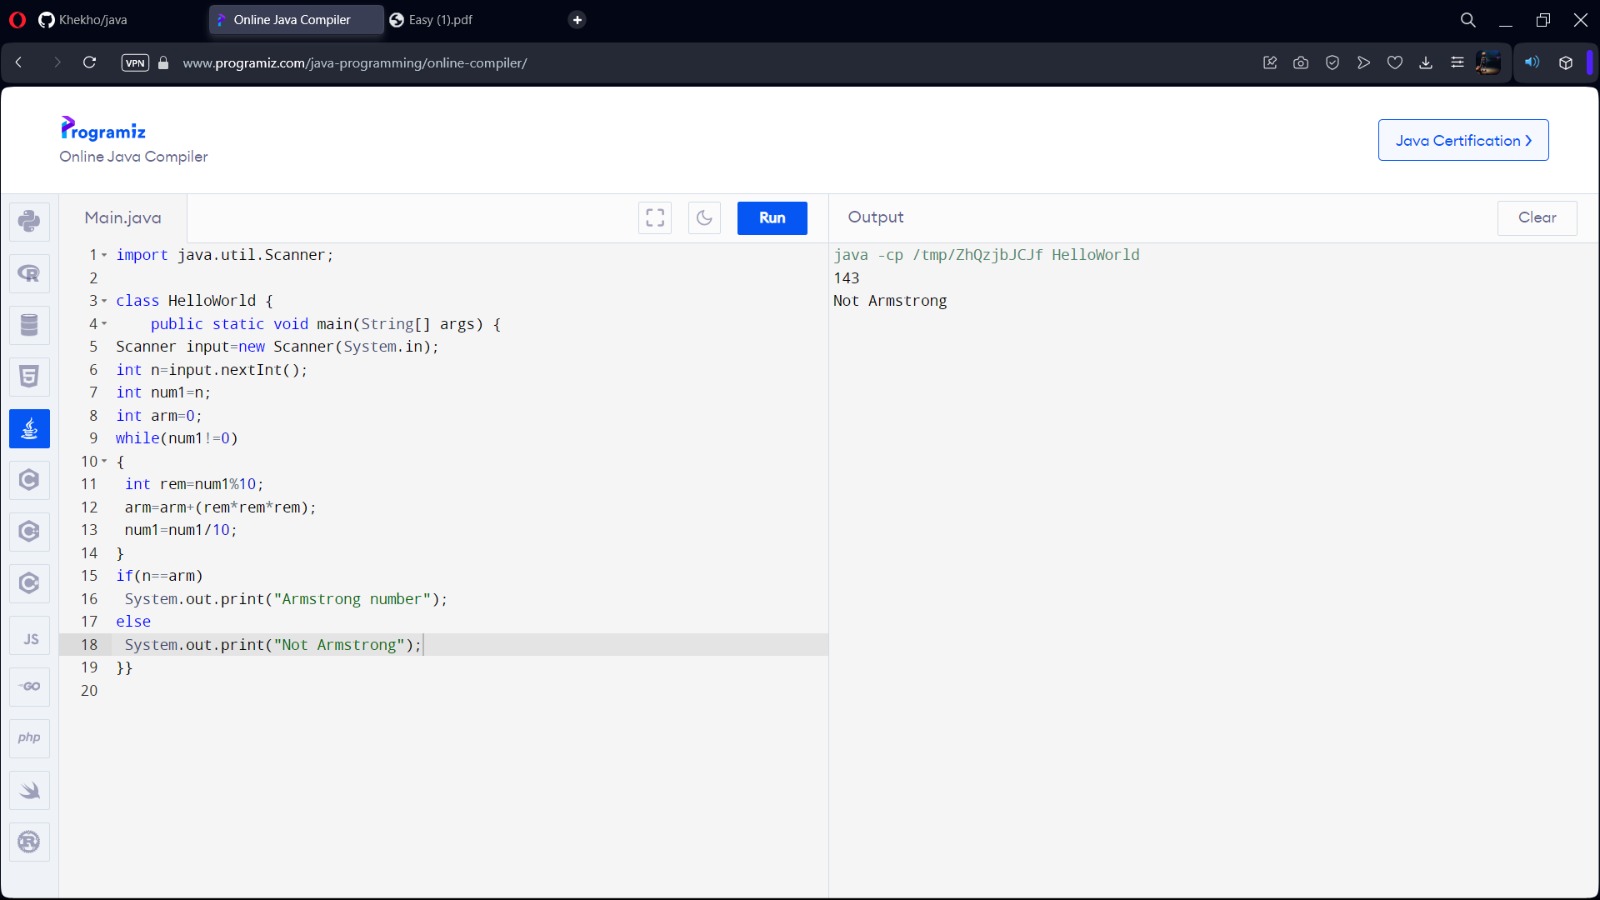 Khekho/java
Online Java Compiler
Easy (1).pdf
VPN
www.programiz.com/java-programming/online-compiler/
Programiz
Online Java Compiler
Java Certification
Main.java
Run
Output
Clear
1 import java.util.Scanner;
2
3 class HelloWorld {
4     public static void main(String[] args) {
5 Scanner input=new Scanner(System.in);
6 int n=input.nextInt();
7 int num1=n;
8 int arm=0;
9 while(num1!=0)
10 {
11  int rem=num1%10;
12  arm=arm+(rem*rem*rem);
13  num1=num1/10;
14 }
15 if(n==arm)
16  System.out.print("Armstrong number");
17 else
18  System.out.print("Not Armstrong");
19 }}
20
java -cp /tmp/ZhQzjbJCJf HelloWorld
143
Not Armstrong
R
5
C
C
C
JS
GO
php
R